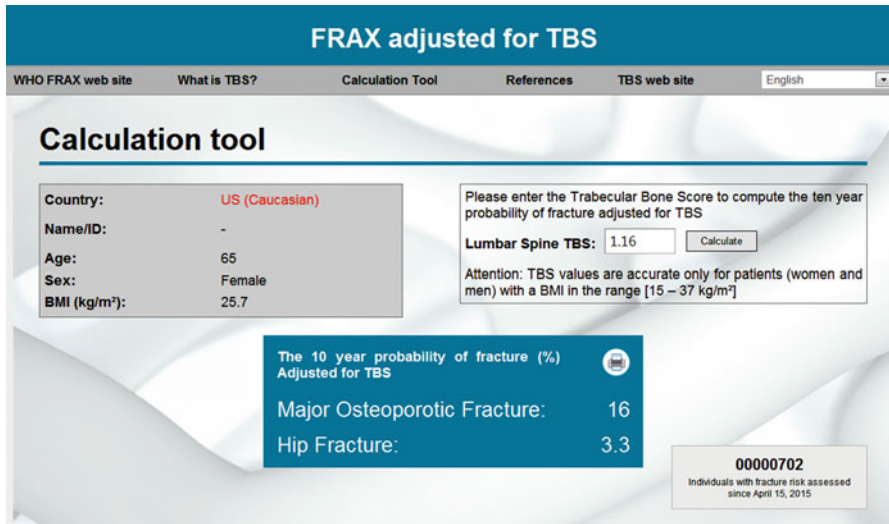 FRAX adjusted for TBS
WHO FRAX web site What is TBS? Calculation Tool References TBS web site English
Calculation tool
Country: US (Caucasian)
Name/ID: -
Age: 65
Sex: Female
BMI (kg/m²): 25.7
Please enter the Trabecular Bone Score to compute the ten year
probability of fracture adjusted for TBS
Lumbar Spine TBS: 1.16 Calculate
Attention: TBS values are accurate only for patients (women and
men) with a BMI in the range [15 – 37 kg/m²]
The 10 year probability of fracture (%)
Adjusted for TBS
Major Osteoporotic Fracture: 16
Hip Fracture: 3.3
00000702
Individuals with fracture risk assessed
since April 15, 2015